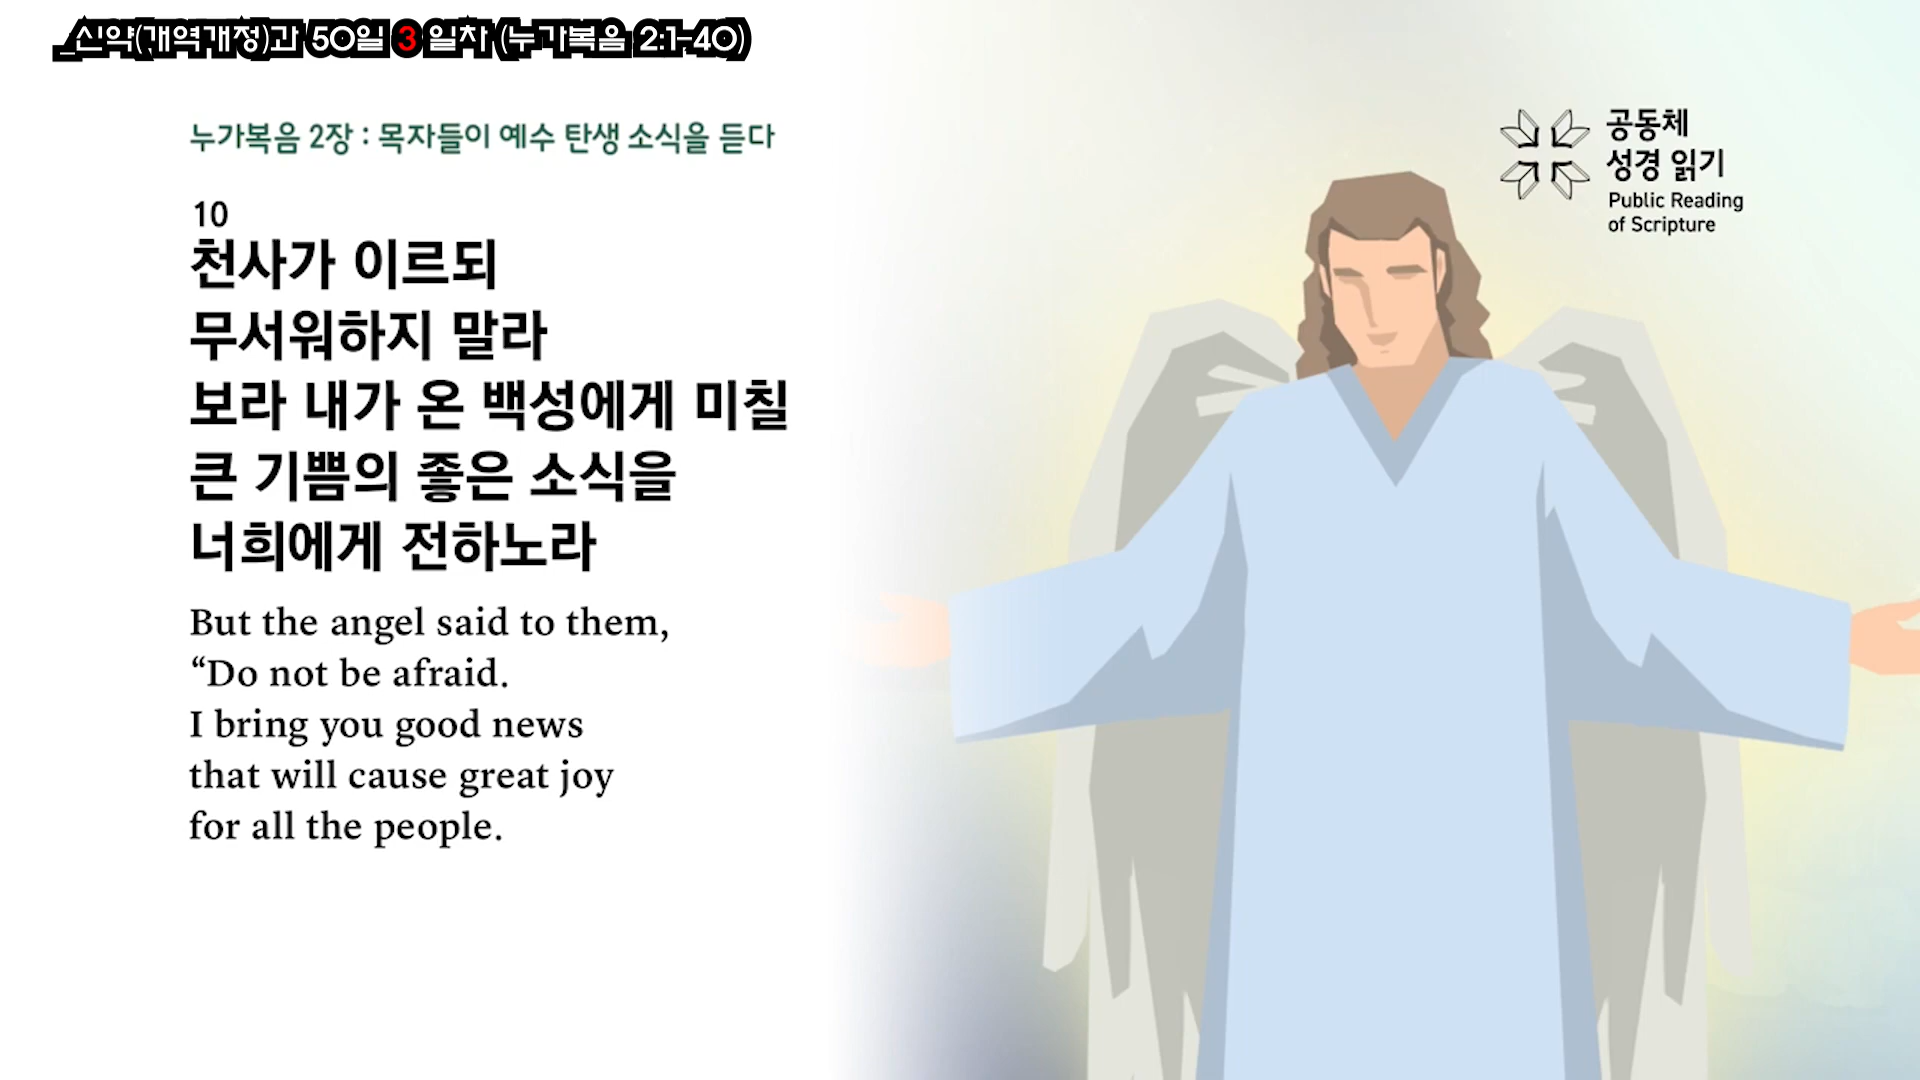 _신약(개역개정)과 50일 3 일차 (누가복음 2:1-40)
누가복음 2장 : 목자들이 예수 탄생 소식을 듣다
공동체
성경 읽기
Public Reading
of Scripture
10
천사가 이르되
무서워하지 말라
보라 내가 온 백성에게 미칠
큰 기쁨의 좋은 소식을
너희에게 전하노라
But the angel said to them,
“Do not be afraid.
I bring you good news
that will cause great joy
for all the people.